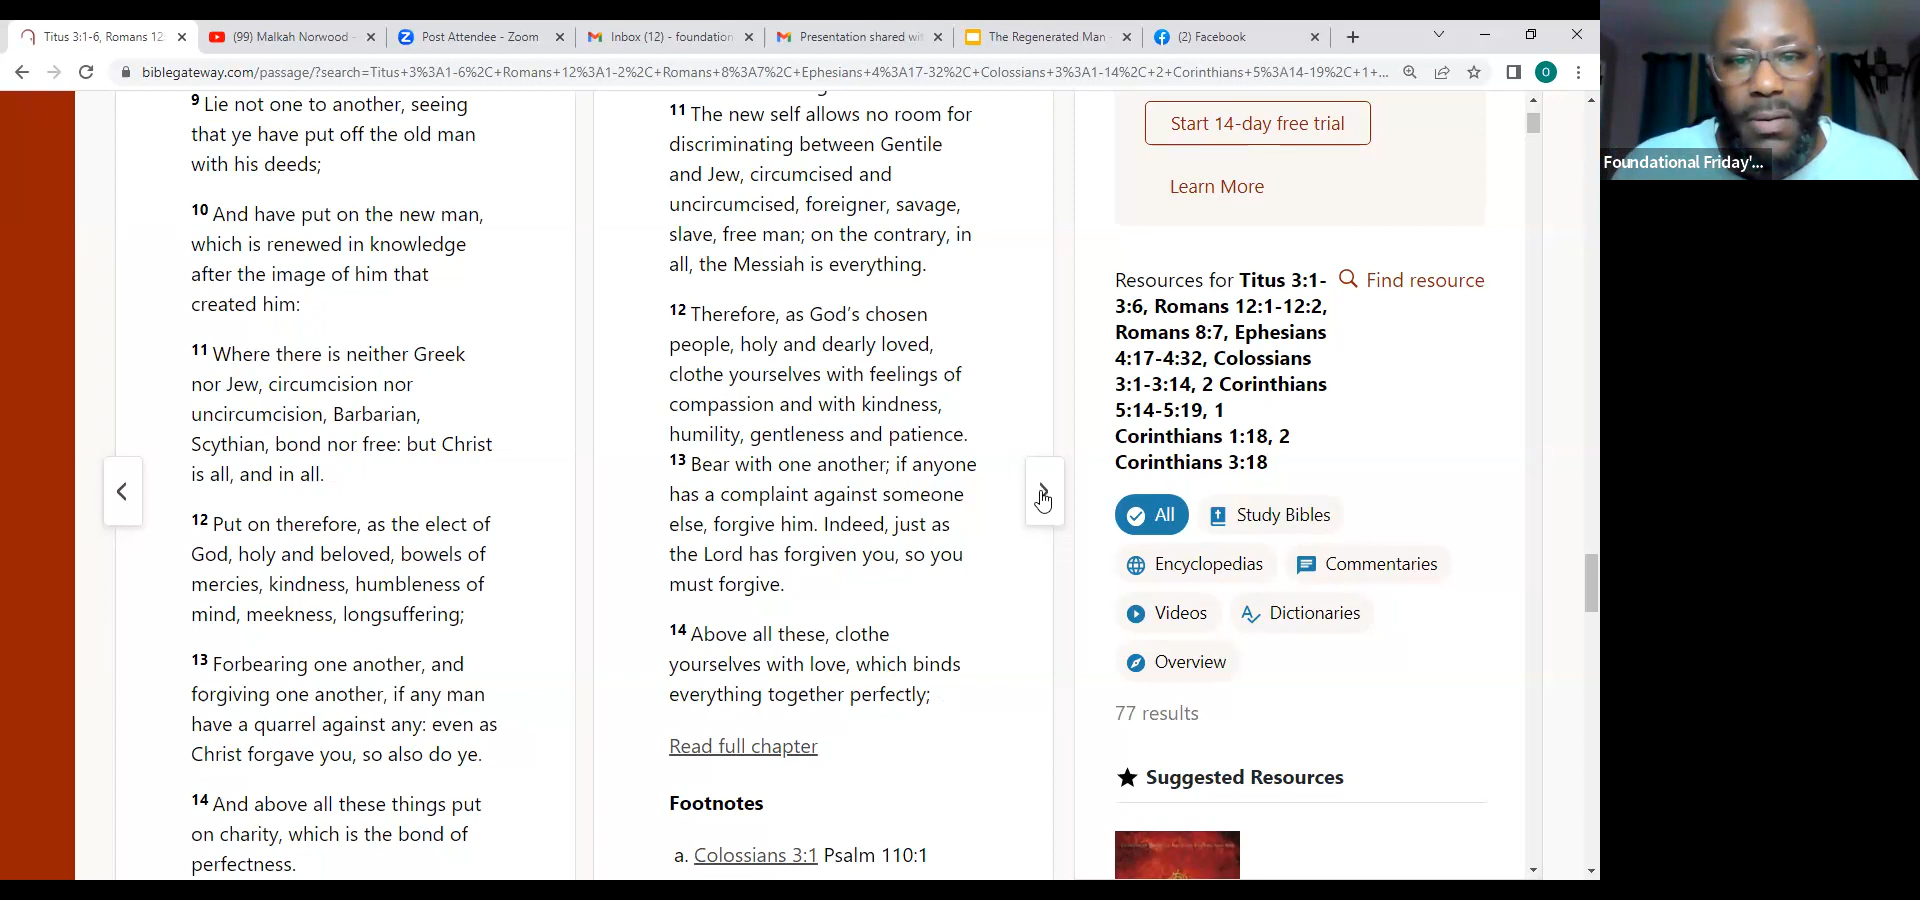 Titus 3:1-6, Romans 12:
(99) Malkah Norwood -
Post Attendee - Zoom
Inbox (12) - foundation
Presentation shared wi
The Regenerated Man -
(2) Facebook
biblegateway.com/passage/?search=Titus+3%3A1-6%2C+Romans+12%3A1-2%2C+Romans+8%3A7%2C+Ephesians+4%3A17-32%2C+Colossians+3%3A1-14%2C+2+Corinthians+5%3A14-19%2C+1+...
O
9 Lie not one to another, seeing
that ye have put off the old man
with his deeds;
10 And have put on the new man,
which is renewed in knowledge
after the image of him that
created him:
11 Where there is neither Greek
nor Jew, circumcision nor
uncircumcision, Barbarian,
Scythian, bond nor free: but Christ
is all, and in all.
12 Put on therefore, as the elect of
God, holy and beloved, bowels of
mercies, kindness, humbleness of
mind, meekness, longsuffering;
13 Forbearing one another, and
forgiving one another, if any man
have a quarrel against any: even as
Christ forgave you, so also do ye.
14 And above all these things put
on charity, which is the bond of
perfectness.
11 The new self allows no room for
discriminating between Gentile
and Jew, circumcised and
uncircumcised, foreigner, savage,
slave, free man; on the contrary, in
all, the Messiah is everything.
12 Therefore, as God’s chosen
people, holy and dearly loved,
clothe yourselves with feelings of
compassion and with kindness,
humility, gentleness and patience.
13 Bear with one another; if anyone
has a complaint against someone
else, forgive him. Indeed, just as
the Lord has forgiven you, so you
must forgive.
14 Above all these, clothe
yourselves with love, which binds
everything together perfectly;
Read full chapter
Footnotes
a. Colossians 3:1 Psalm 110:1
Start 14-day free trial
Learn More
Resources for Titus 3:1-
3:6, Romans 12:1-12:2,
Romans 8:7, Ephesians
4:17-4:32, Colossians
3:1-3:14, 2 Corinthians
5:14-5:19, 1
Corinthians 1:18, 2
Corinthians 3:18
Find resource
All
Study Bibles
Encyclopedias
Commentaries
Videos
Dictionaries
Overview
77 results
Suggested Resources
Foundational Friday'...